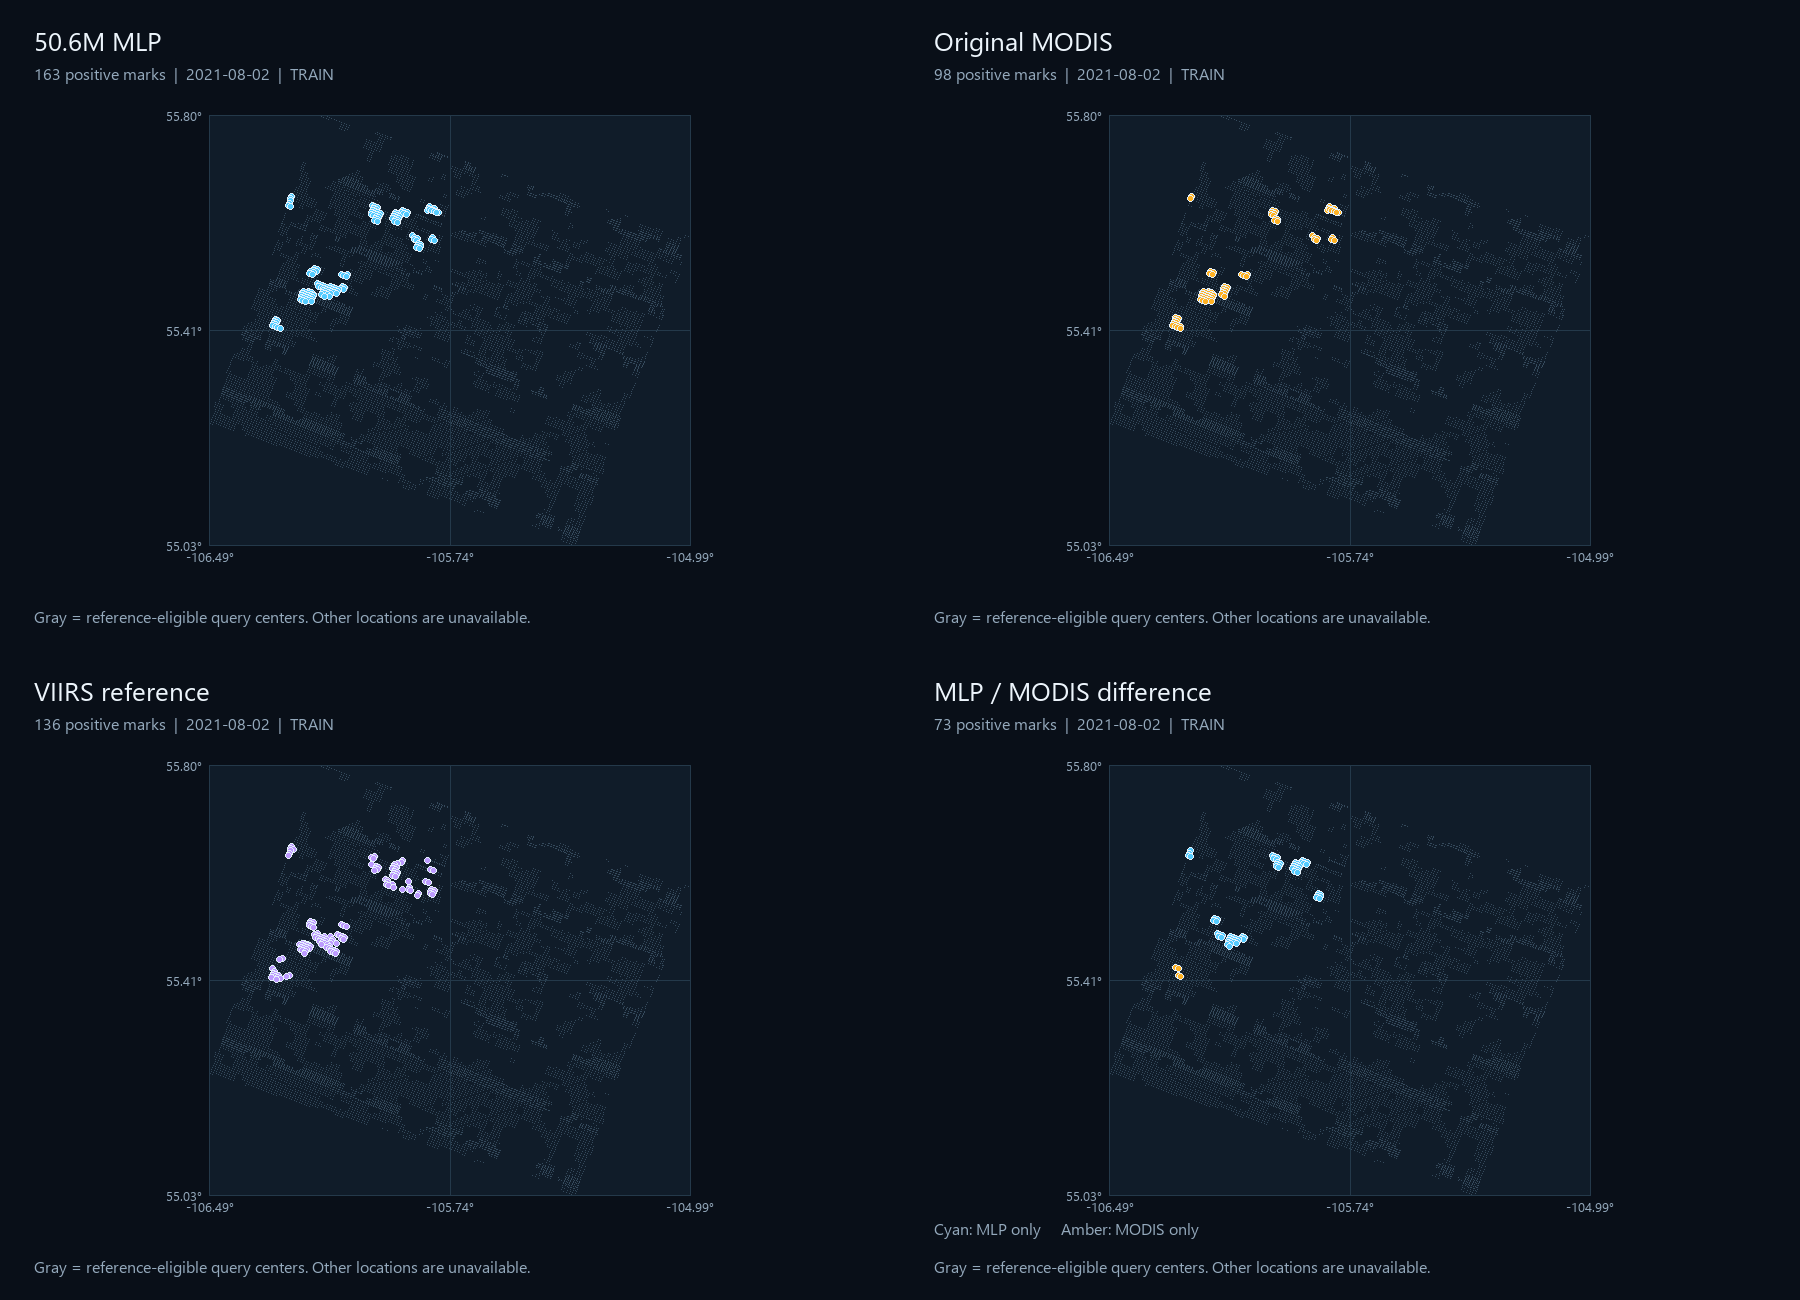 50.6M MLP
163 positive marks | 2021-08-02 | TRAIN
55.80°
55.41°
55.03°
-106.49°
-105.74°
-104.99°
Gray = reference-eligible query centers. Other locations are unavailable.
Original MODIS
98 positive marks | 2021-08-02 | TRAIN
55.80°
55.41°
55.03°
-106.49°
-105.74°
-104.99°
Gray = reference-eligible query centers. Other locations are unavailable.
VIIRS reference
136 positive marks | 2021-08-02 | TRAIN
55.80°
55.41°
55.03°
-106.49°
-105.74°
-104.99°
Gray = reference-eligible query centers. Other locations are unavailable.
MLP / MODIS difference
73 positive marks | 2021-08-02 | TRAIN
55.80°
55.41°
55.03°
-106.49°
-105.74°
-104.99°
Cyan: MLP only Amber: MODIS only
Gray = reference-eligible query centers. Other locations are unavailable.